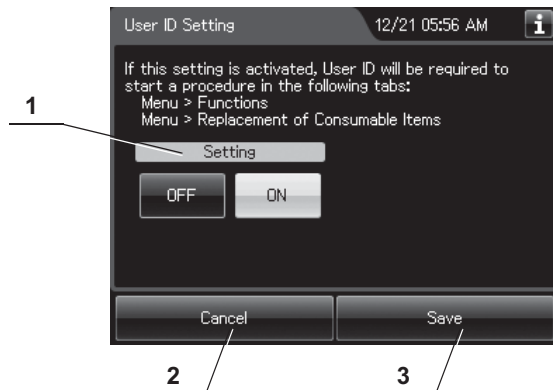 User ID Setting
12/21 05:56 AM
i
If this setting is activated, User ID will be required to
start a procedure in the following tabs:
Menu > Functions
Menu > Replacement of Consumable Items
1
Setting
OFF
ON
Cancel
Save
2
3